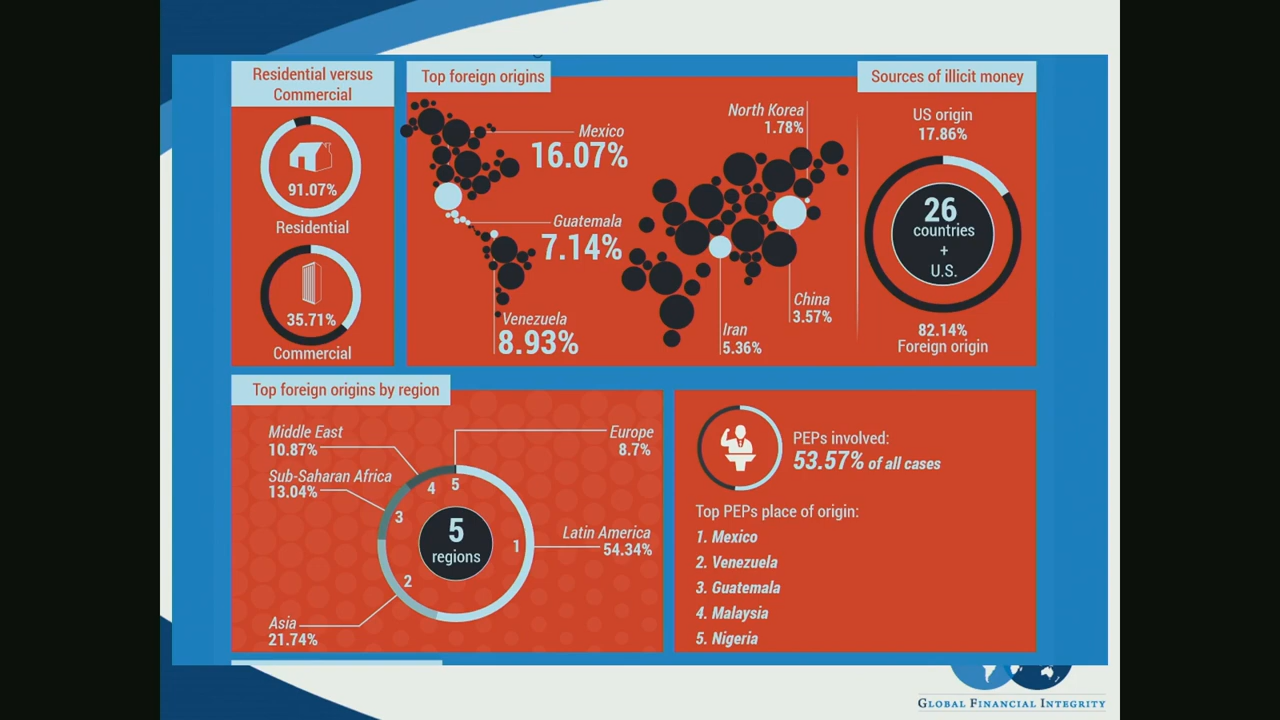 Residential versus
Commercial
91.07%
Residential
35.71%
Commercial
Top foreign origins
Mexico
16.07%
Guatemala
7.14%
Venezuela
8.93%
North Korea
1.78%
China
3.57%
Iran
5.36%
Sources of illicit money
US origin
17.86%
26
countries
+
U.S.
82.14%
Foreign origin
Top foreign origins by region
Middle East
10.87%
Sub-Saharan Africa
13.04%
Asia
21.74%
Europe
8.7%
Latin America
54.34%
4
5
3
1
2
5
regions
PEPs involved:
53.57% of all cases
Top PEPs place of origin:
1. Mexico
2. Venezuela
3. Guatemala
4. Malaysia
5. Nigeria
GLOBAL FINANCIAL INTEGRITY